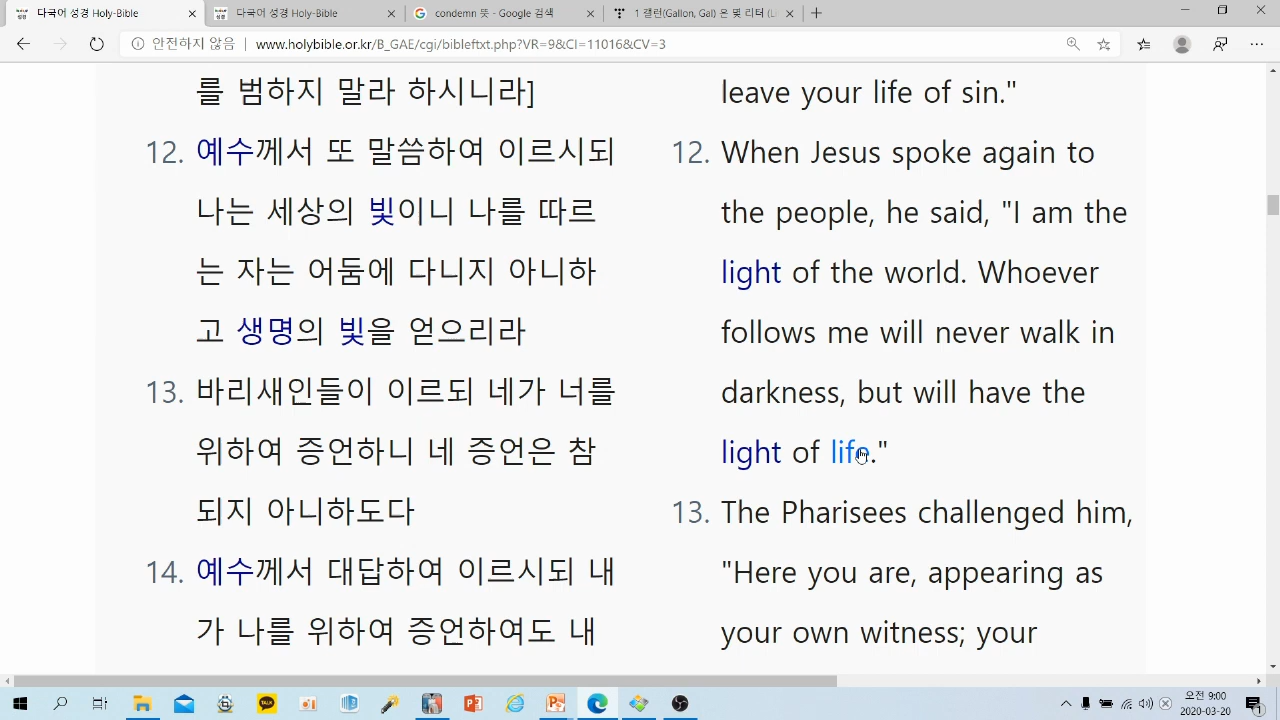 다국어 성경 Holy-Bible
다국어 성경 Holy-Bible
condemn 뜻 - Google 검색
1 갤런(Gallon, Gal) 은 몇 리터 (Li
안전하지 않음
www.holybible.or.kr/B_GAE/cgi/bibleftxt.php?VR=9&CI=11016&CV=3
를 범하지 말라 하시니라]
12. 예수께서 또 말씀하여 이르시되
나는 세상의 빛이니 나를 따르
는 자는 어둠에 다니지 아니하
고 생명의 빛을 얻으리라
13. 바리새인들이 이르되 네가 너를
위하여 증언하니 네 증언은 참
되지 아니하도다
14. 예수께서 대답하여 이르시되 내
가 나를 위하여 증언하여도 내
leave your life of sin."
12. When Jesus spoke again to
the people, he said, "I am the
light of the world. Whoever
follows me will never walk in
darkness, but will have the
light of life."
13. The Pharisees challenged him,
"Here you are, appearing as
your own witness; your
오전 9:00
2020-03-20